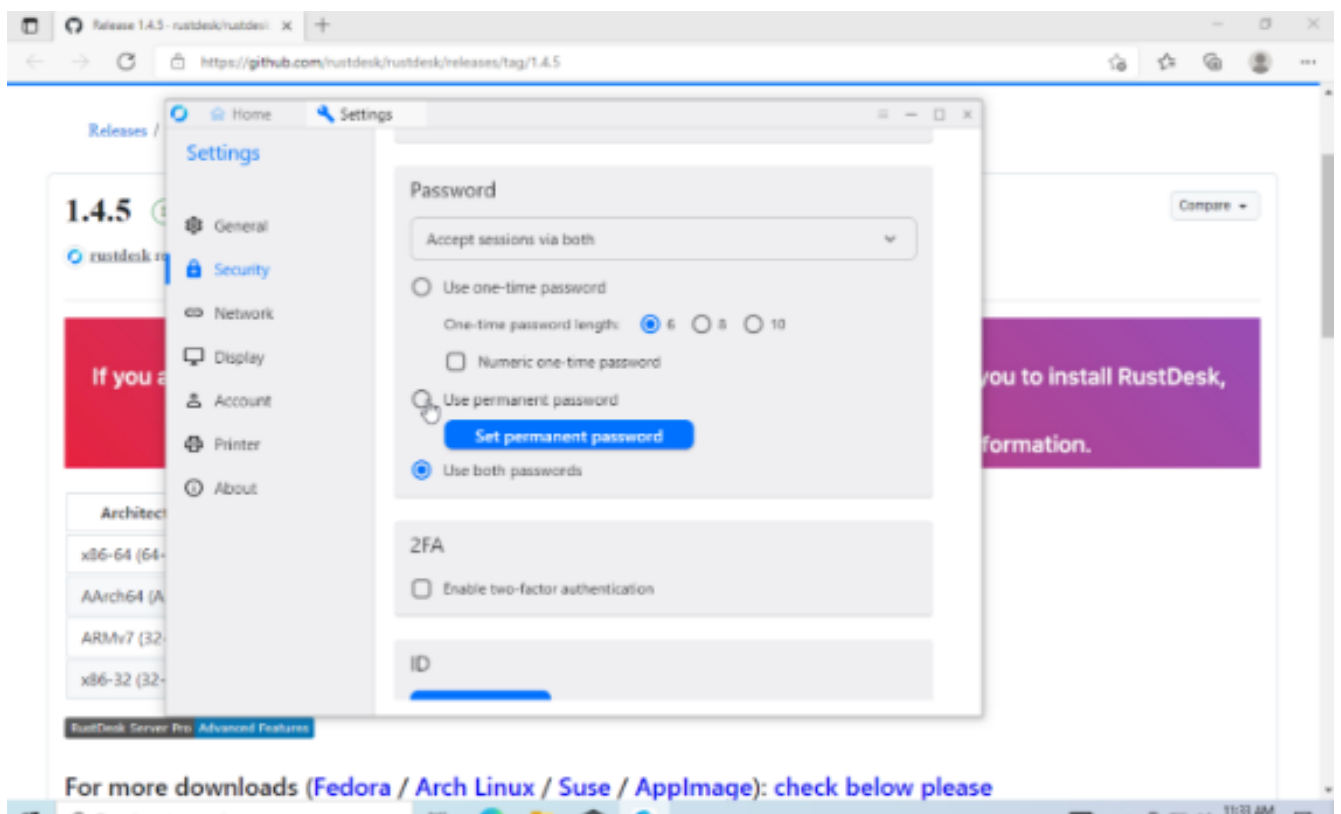 Release 1.4.5 · rustdesk/rustdesk
https://github.com/rustdesk/rustdesk/releases/tag/1.4.5
Releases /
Home
Settings
Settings
General
Security
Network
Display
Account
Printer
About
Password
Accept sessions via both
Use one-time password
One-time password length: 6 8 10
Numeric one-time password
Use permanent password
Set permanent password
Use both passwords
2FA
Enable two-factor authentication
ID
1.4.5
Compare
rustdesk
If you
you to install RustDesk,
formation.
Architect
x86-64 (64-
AArch64 (A
ARMv7 (32-
x86-32 (32-
RustDesk Server Pro Advanced Features
For more downloads (Fedora / Arch Linux / Suse / AppImage): check below please
11:33 AM